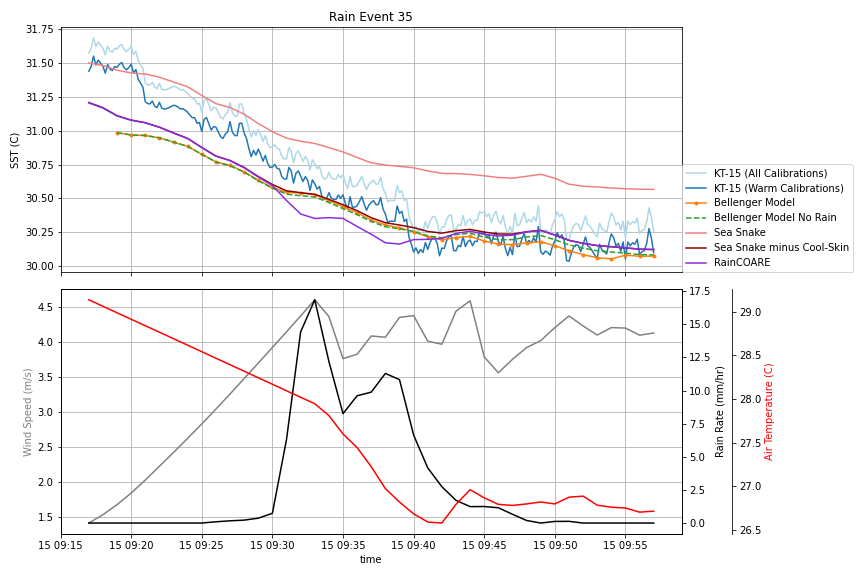 Rain Event 35
SST (C)
31.75
31.50
31.25
31.00
30.75
30.50
30.25
30.00
KT-15 (All Calibrations)
KT-15 (Warm Calibrations)
Bellenger Model
Bellenger Model No Rain
Sea Snake
Sea Snake minus Cool-Skin
RainCOARE
Wind Speed (m/s)
4.5
4.0
3.5
3.0
2.5
2.0
1.5
17.5
15.0
12.5
10.0
7.5
5.0
2.5
0.0
Rain Rate (mm/hr)
29.0
28.5
28.0
27.5
27.0
26.5
Air Temperature (C)
15 09:15 15 09:20 15 09:25 15 09:30 15 09:35 15 09:40 15 09:45 15 09:50 15 09:55
time